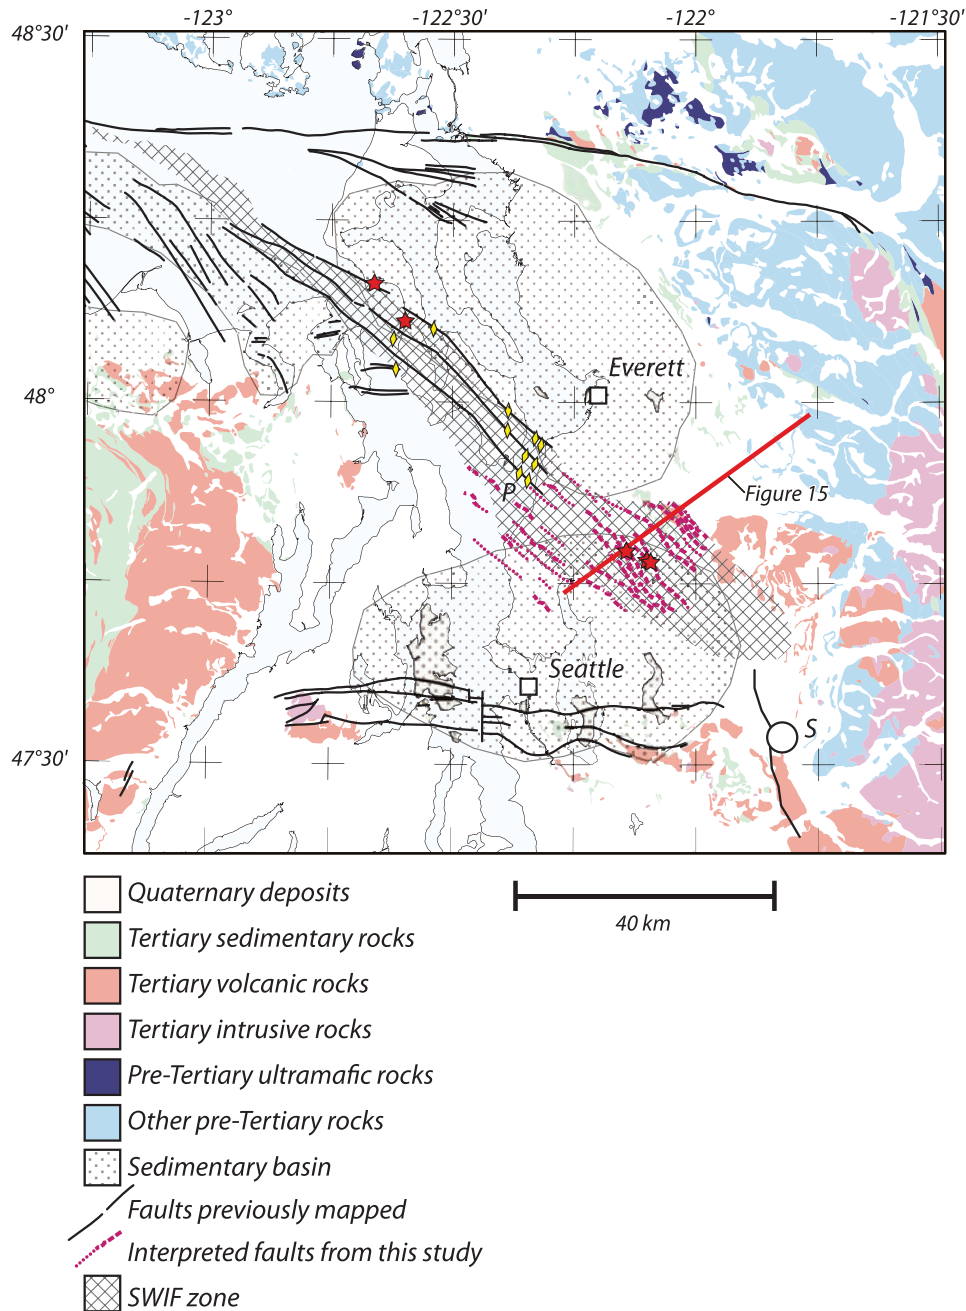 -123° -122°30' -122° -121°30'
48°30'
Everett
48°
P
Figure 15
Seattle
S
47°30'
Quaternary deposits
40 km
Tertiary sedimentary rocks
Tertiary volcanic rocks
Tertiary intrusive rocks
Pre-Tertiary ultramafic rocks
Other pre-Tertiary rocks
Sedimentary basin
Faults previously mapped
Interpreted faults from this study
SWIF zone